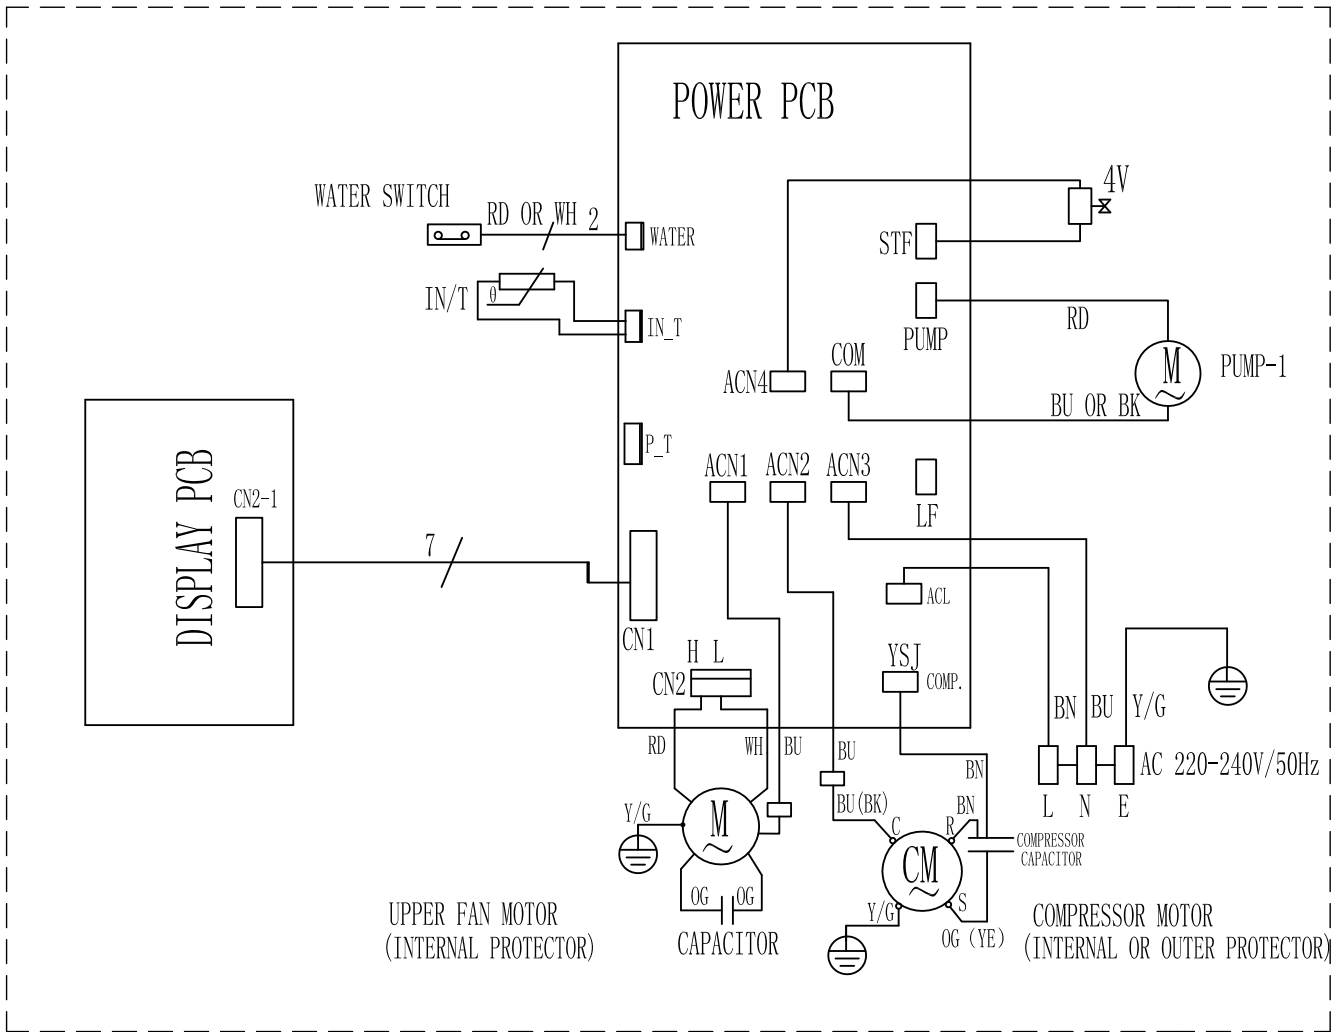 POWER PCB
4V
WATER SWITCH
RD OR WH
2
WATER
STF
IN/T
θ
IN_T
PUMP
RD
COM
ACN4
M
PUMP-1
BU OR BK
P_T
ACN1
ACN2
ACN3
DISPLAY PCB
CN2-1
LF
7
ACL
CN1
H L
CN2
YSJ
COMP.
BN
BU
Y/G
RD
WH
BU
BU
BN
AC 220-240V/50Hz
L
N
E
Y/G
M
BU(BK)
BN
C
R
COMPRESSOR
CAPACITOR
CM
OG
OG
Y/G
S
UPPER FAN MOTOR
(INTERNAL PROTECTOR)
CAPACITOR
OG(YE)
COMPRESSOR MOTOR
(INTERNAL OR OUTER PROTECTOR)